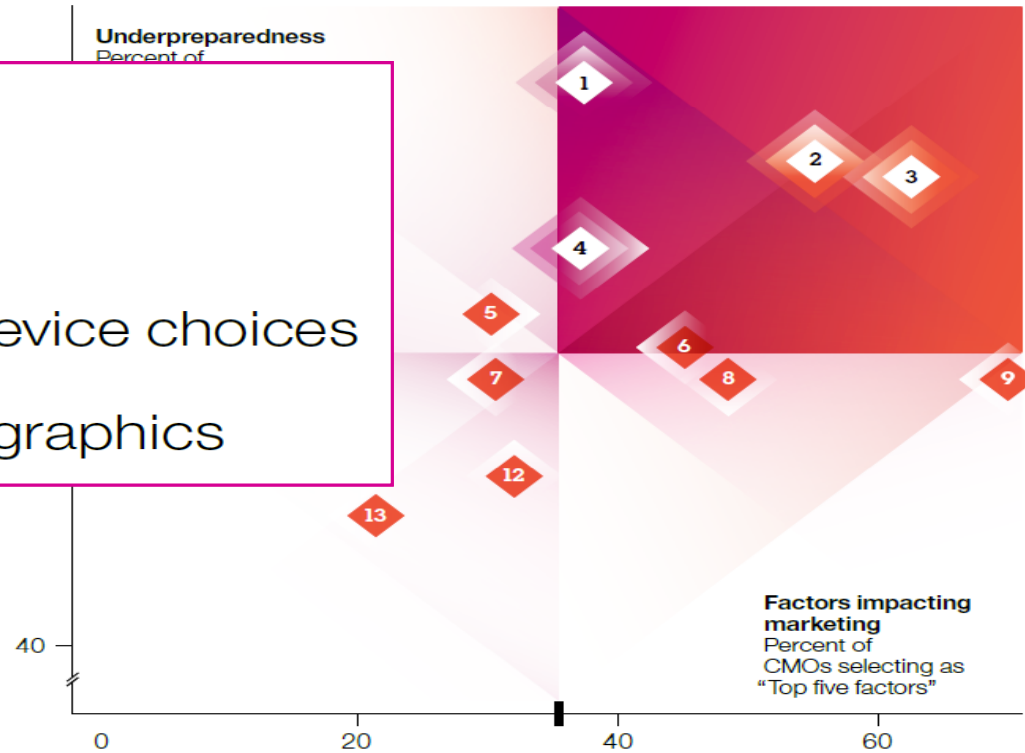 Underpreparedness
Percent of
1
2
3
4
evice choices
5
6
7
8
9
graphics
12
13
Factors impacting
marketing
Percent of
CMOs selecting as
“Top five factors”
40
0
20
40
60